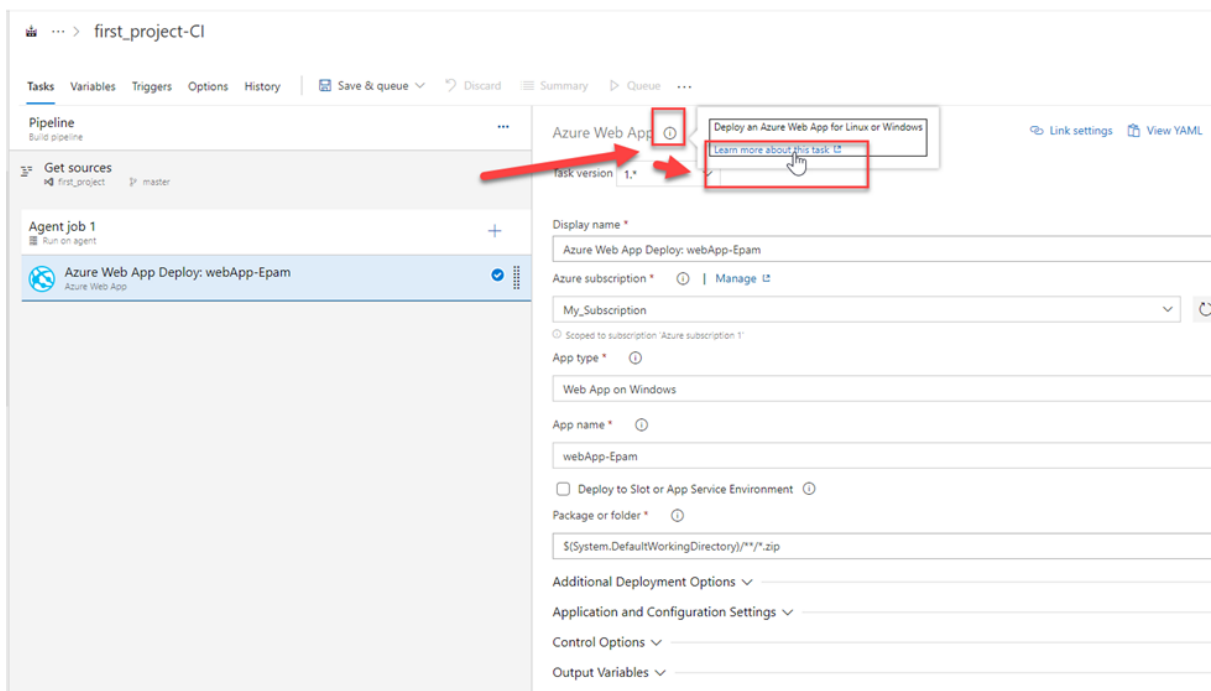 ··· > first_project-CI
Tasks Variables Triggers Options History Save & queue Discard Summary Queue ...
Pipeline
Build pipeline
Get sources
first_project master
Agent job 1
Run on agent
Azure Web App Deploy: webApp-Epam
Azure Web App
Azure Web App
Deploy an Azure Web App for Linux or Windows
Learn more about this task
Link settings View YAML
Task version 1.*
Display name *
Azure Web App Deploy: webApp-Epam
Azure subscription * | Manage
My_Subscription
Scoped to subscription 'Azure subscription 1'
App type *
Web App on Windows
App name *
webApp-Epam
Deploy to Slot or App Service Environment
Package or folder *
$(System.DefaultWorkingDirectory)/**/*.zip
Additional Deployment Options
Application and Configuration Settings
Control Options
Output Variables